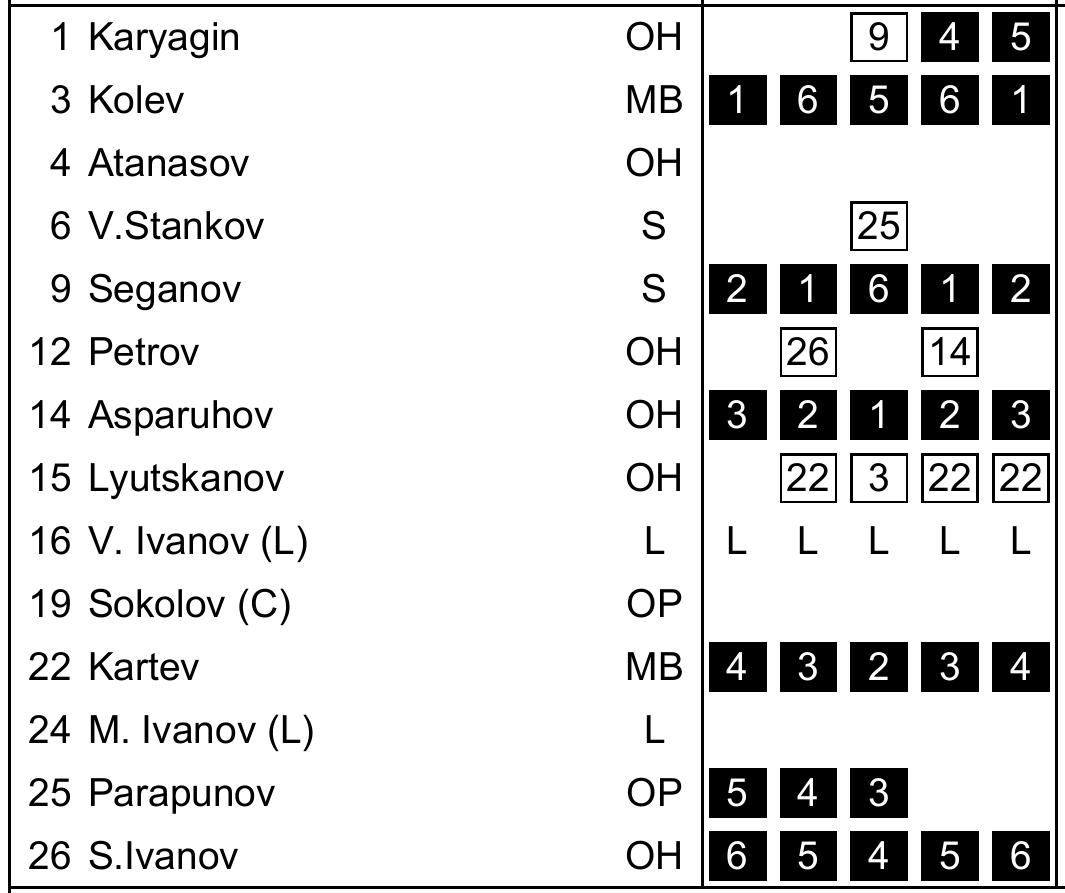 1 Karyagin OH 9 4 5
3 Kolev MB 1 6 5 6 1
4 Atanasov OH
6 V.Stankov S 25
9 Seganov S 2 1 6 1 2
12 Petrov OH 26 14
14 Asparuhov OH 3 2 1 2 3
15 Lyutskanov OH 22 3 22 22
16 V. Ivanov (L) L L L L L L
19 Sokolov (C) OP
22 Kartev MB 4 3 2 3 4
24 M. Ivanov (L) L
25 Parapunov OP 5 4 3
26 S.Ivanov OH 6 5 4 5 6